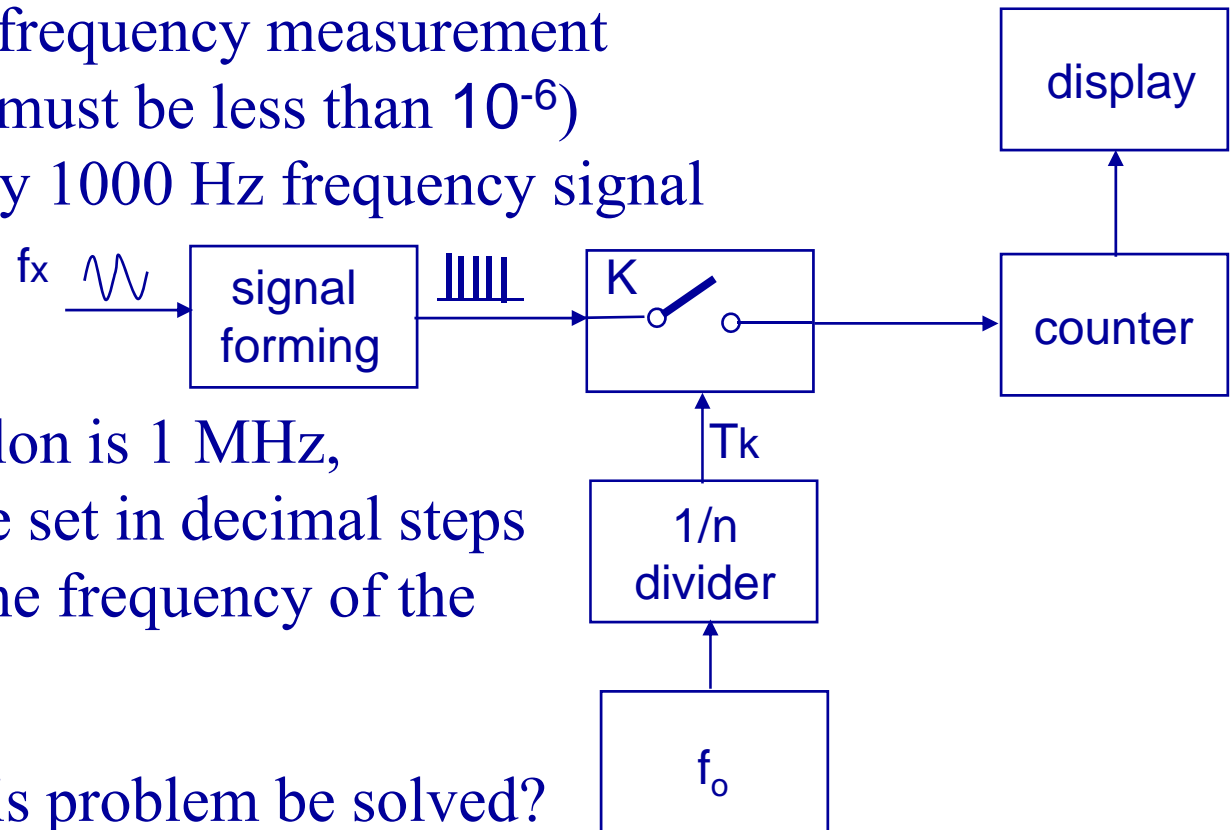 frequency measurement
must be less than 10-6)
y 1000 Hz frequency signal
display
fx
signal
forming
K
counter
Tk
lon is 1 MHz,
e set in decimal steps
ne frequency of the
1/n
divider
fo
is problem be solved?